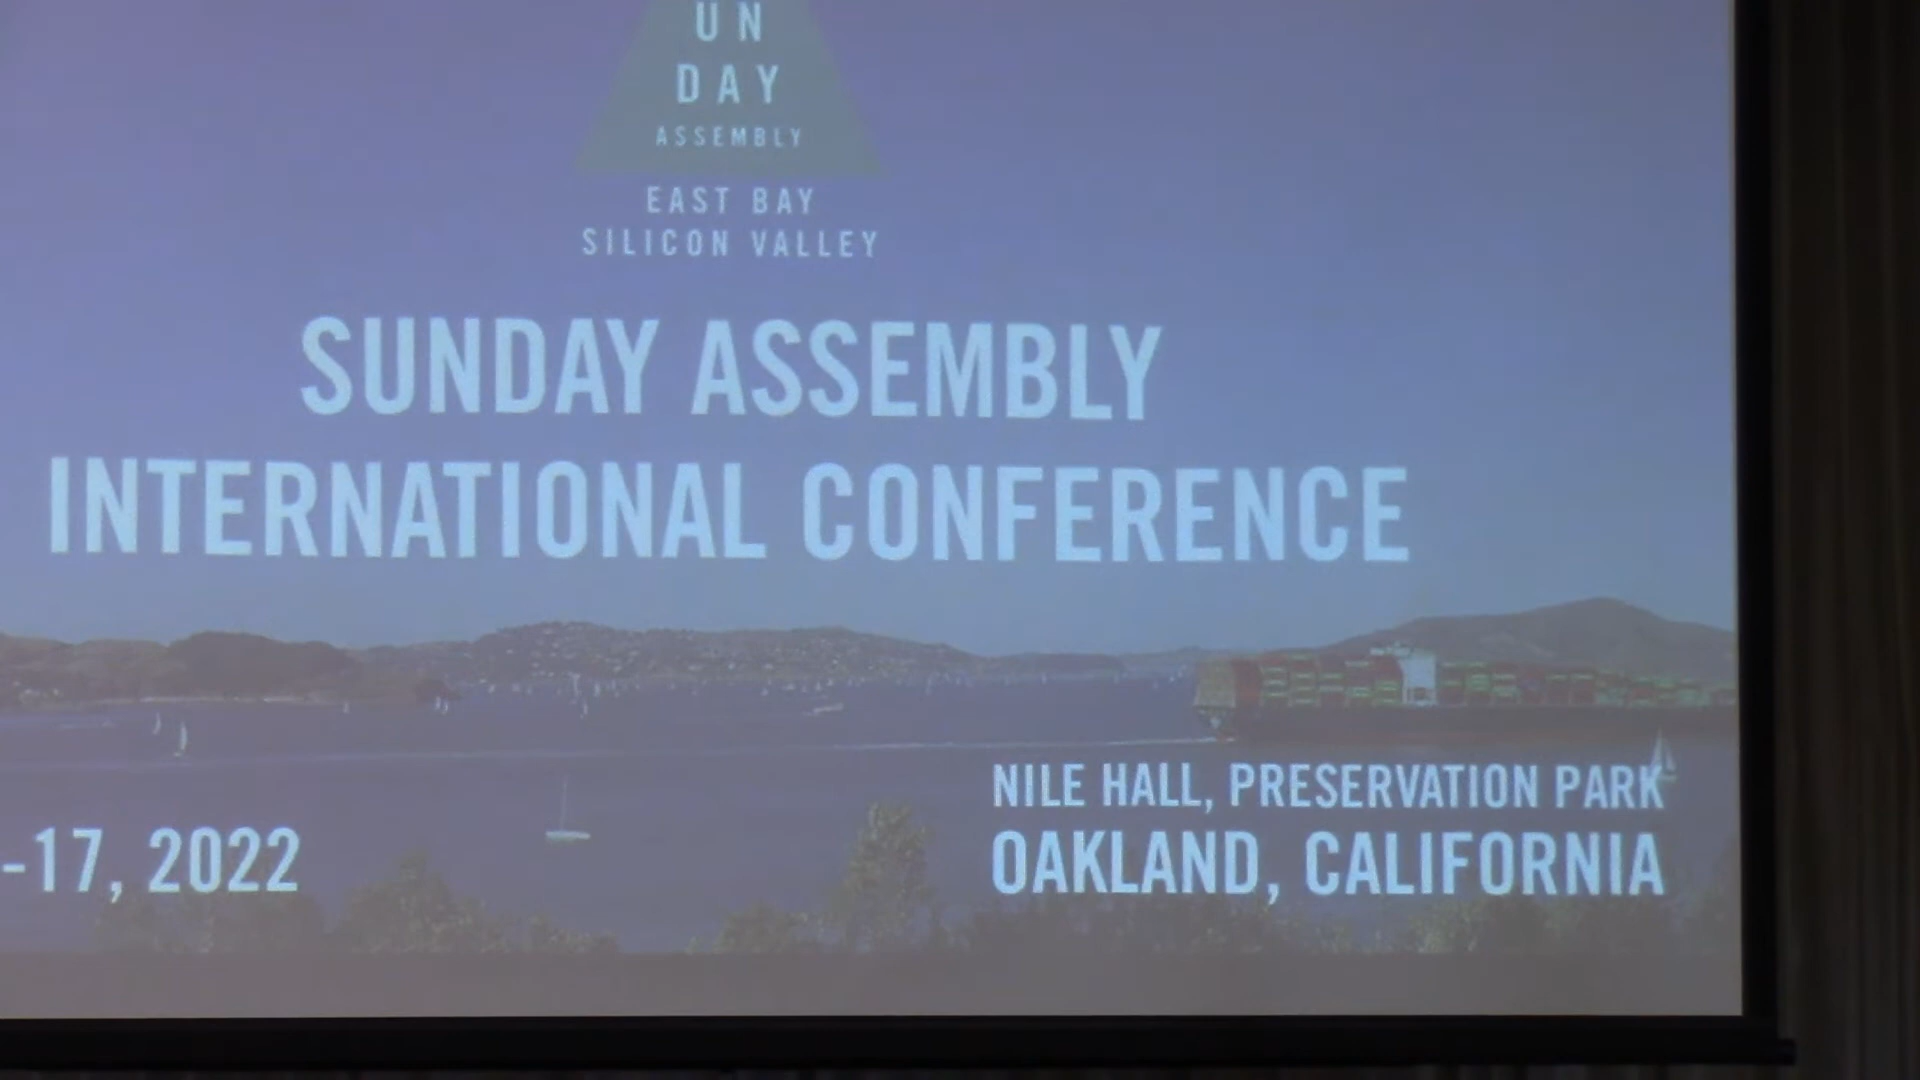 UN
DAY
ASSEMBLY
EAST BAY
SILICON VALLEY
SUNDAY ASSEMBLY
INTERNATIONAL CONFERENCE
NILE HALL, PRESERVATION PARK
-17, 2022
OAKLAND, CALIFORNIA